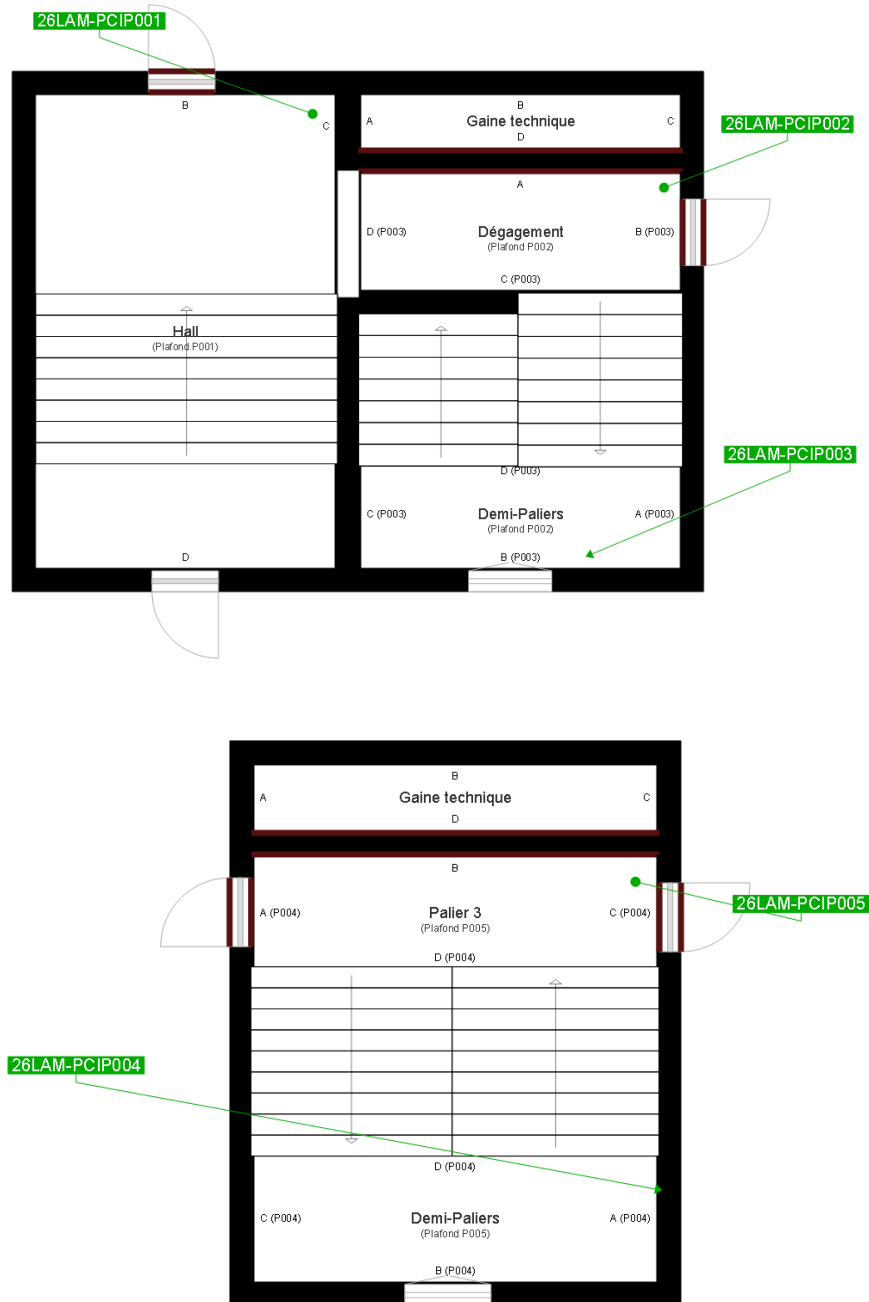 26LAM-PCIP001
B
C
A
B
Gaine technique
C
D
26LAM-PCIP002
A
D (P003)
Dégagement
(Plafond P002)
B (P003)
C (P003)
Hall
(Plafond P001)
26LAM-PCIP003
D (P003)
C (P003)
Demi-Paliers
(Plafond P002)
A (P003)
B (P003)
D
B
A
Gaine technique
C
D
B
A (P004)
Palier 3
(Plafond P005)
C (P004)
26LAM-PCIP005
D (P004)
26LAM-PCIP004
D (P004)
C (P004)
Demi-Paliers
(Plafond P005)
A (P004)
B (P004)